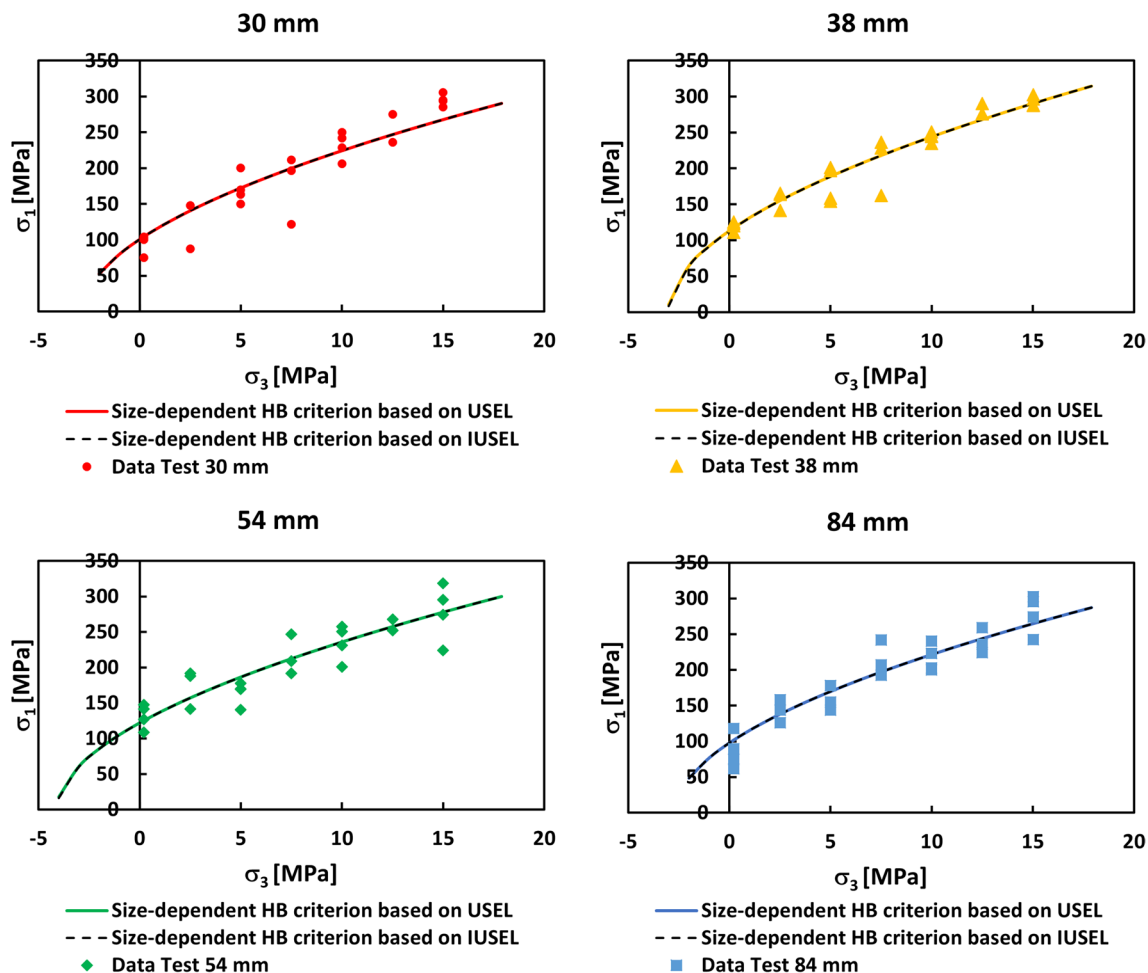 30 mm
350
300
250
200
150
100
50
0
σ1 [MPa]
-5 0 5 10 15 20
σ3 [MPa]
Size-dependent HB criterion based on USEL
Size-dependent HB criterion based on IUSEL
Data Test 30 mm
38 mm
350
300
250
200
150
100
50
0
σ1 [MPa]
-5 0 5 10 15 20
σ3 [MPa]
Size-dependent HB criterion based on USEL
Size-dependent HB criterion based on IUSEL
Data Test 38 mm
54 mm
350
300
250
200
150
100
50
0
σ1 [MPa]
-5 0 5 10 15 20
σ3 [MPa]
Size-dependent HB criterion based on USEL
Size-dependent HB criterion based on IUSEL
Data Test 54 mm
84 mm
350
300
250
200
150
100
50
0
σ1 [MPa]
-5 0 5 10 15 20
σ3 [MPa]
Size-dependent HB criterion based on USEL
Size-dependent HB criterion based on IUSEL
Data Test 84 mm